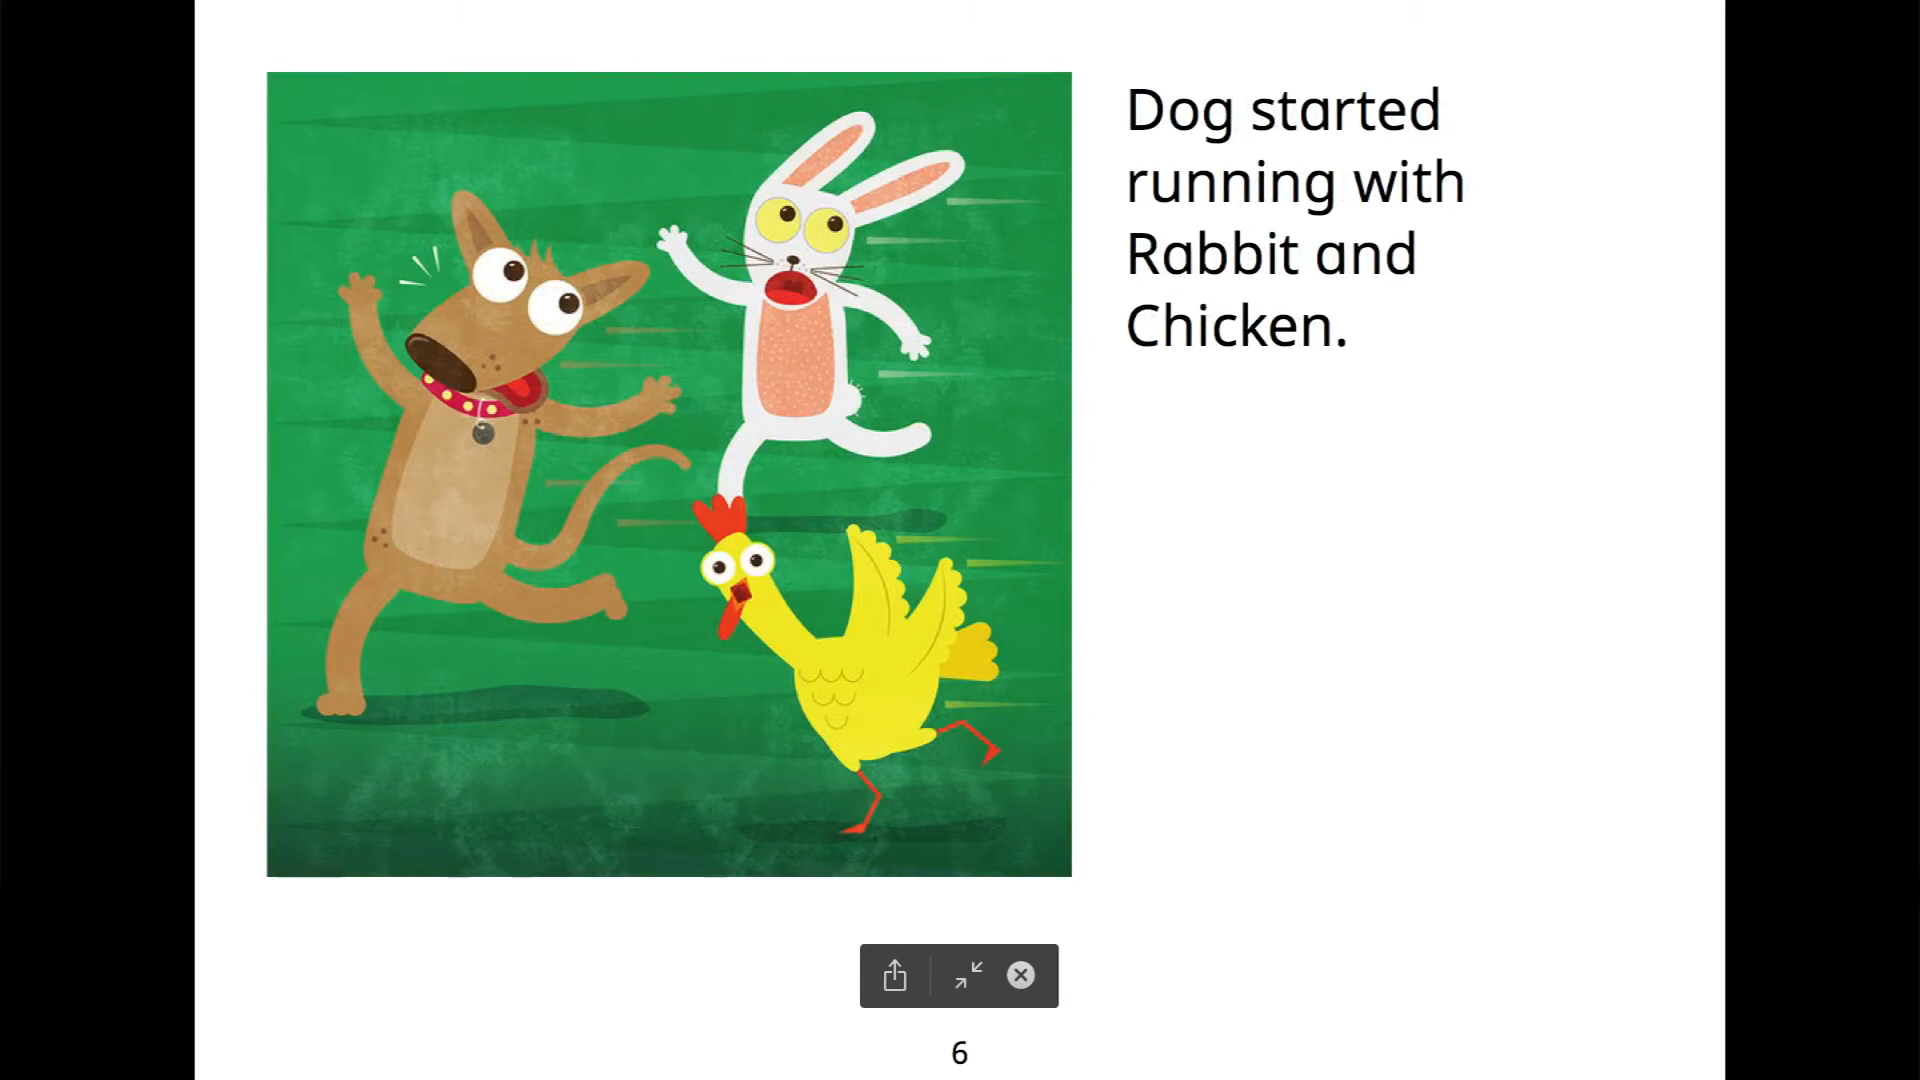 Dog started
running with
Rabbit and
Chicken.
6